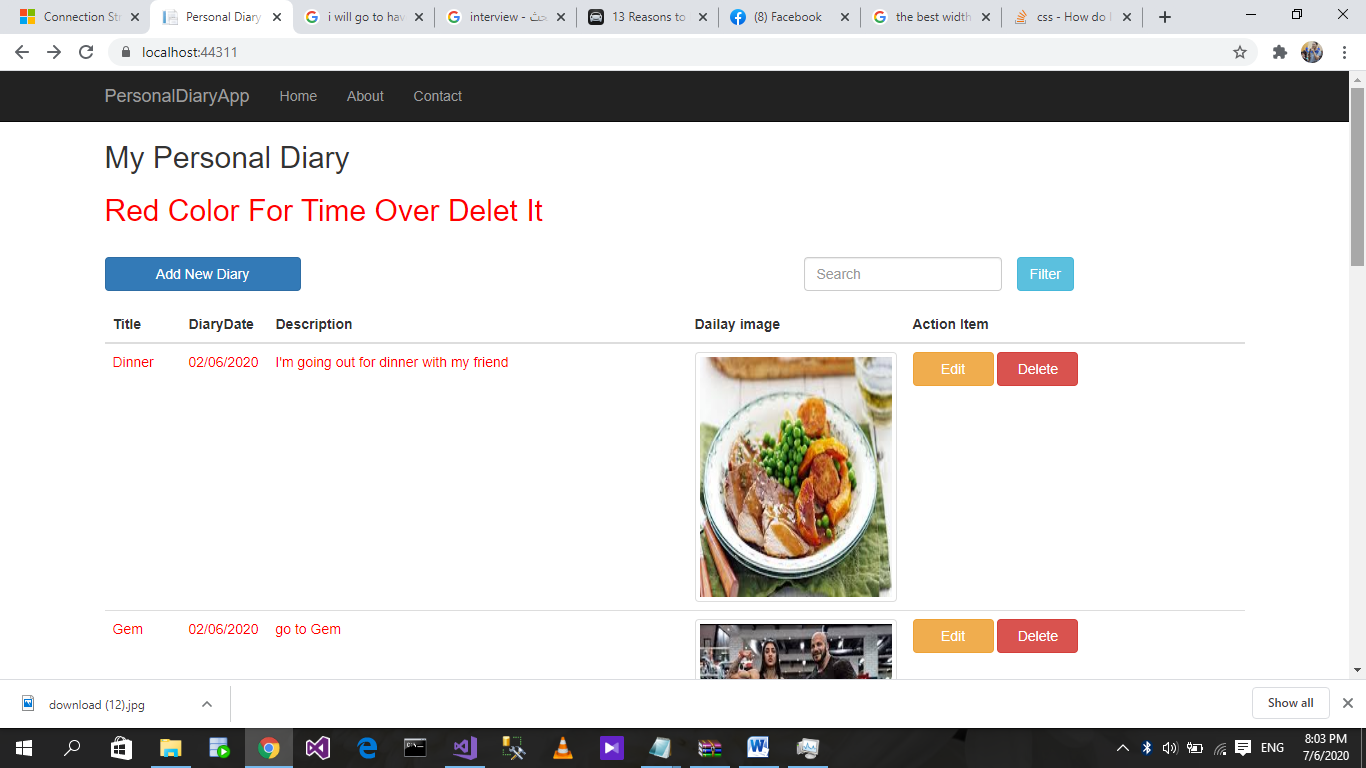 Connection St
Personal Diary
i will go to hav
interview - بحث
13 Reasons to
(8) Facebook
the best width
css - How do I
localhost:44311
PersonalDiaryApp Home About Contact
My Personal Diary
Red Color For Time Over Delet It
Add New Diary
Search
Filter
Title DiaryDate Description Dailay image Action Item
Dinner 02/06/2020 I'm going out for dinner with my friend Edit Delete
Gem 02/06/2020 go to Gem Edit Delete
download (12).jpg
Show all
ENG
8:03 PM
7/6/2020